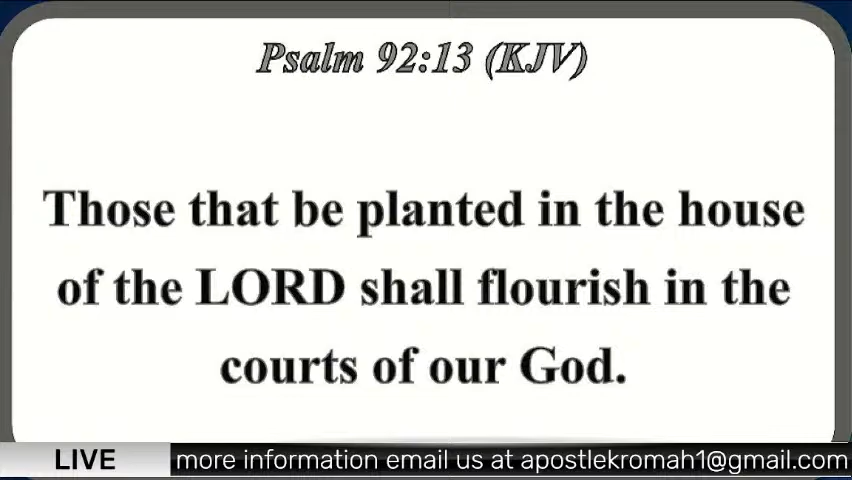 Psalm 92:13 (KJV)
Those that be planted in the house
of the LORD shall flourish in the
courts of our God.
LIVE more information email us at apostlekromah1@gmail.com